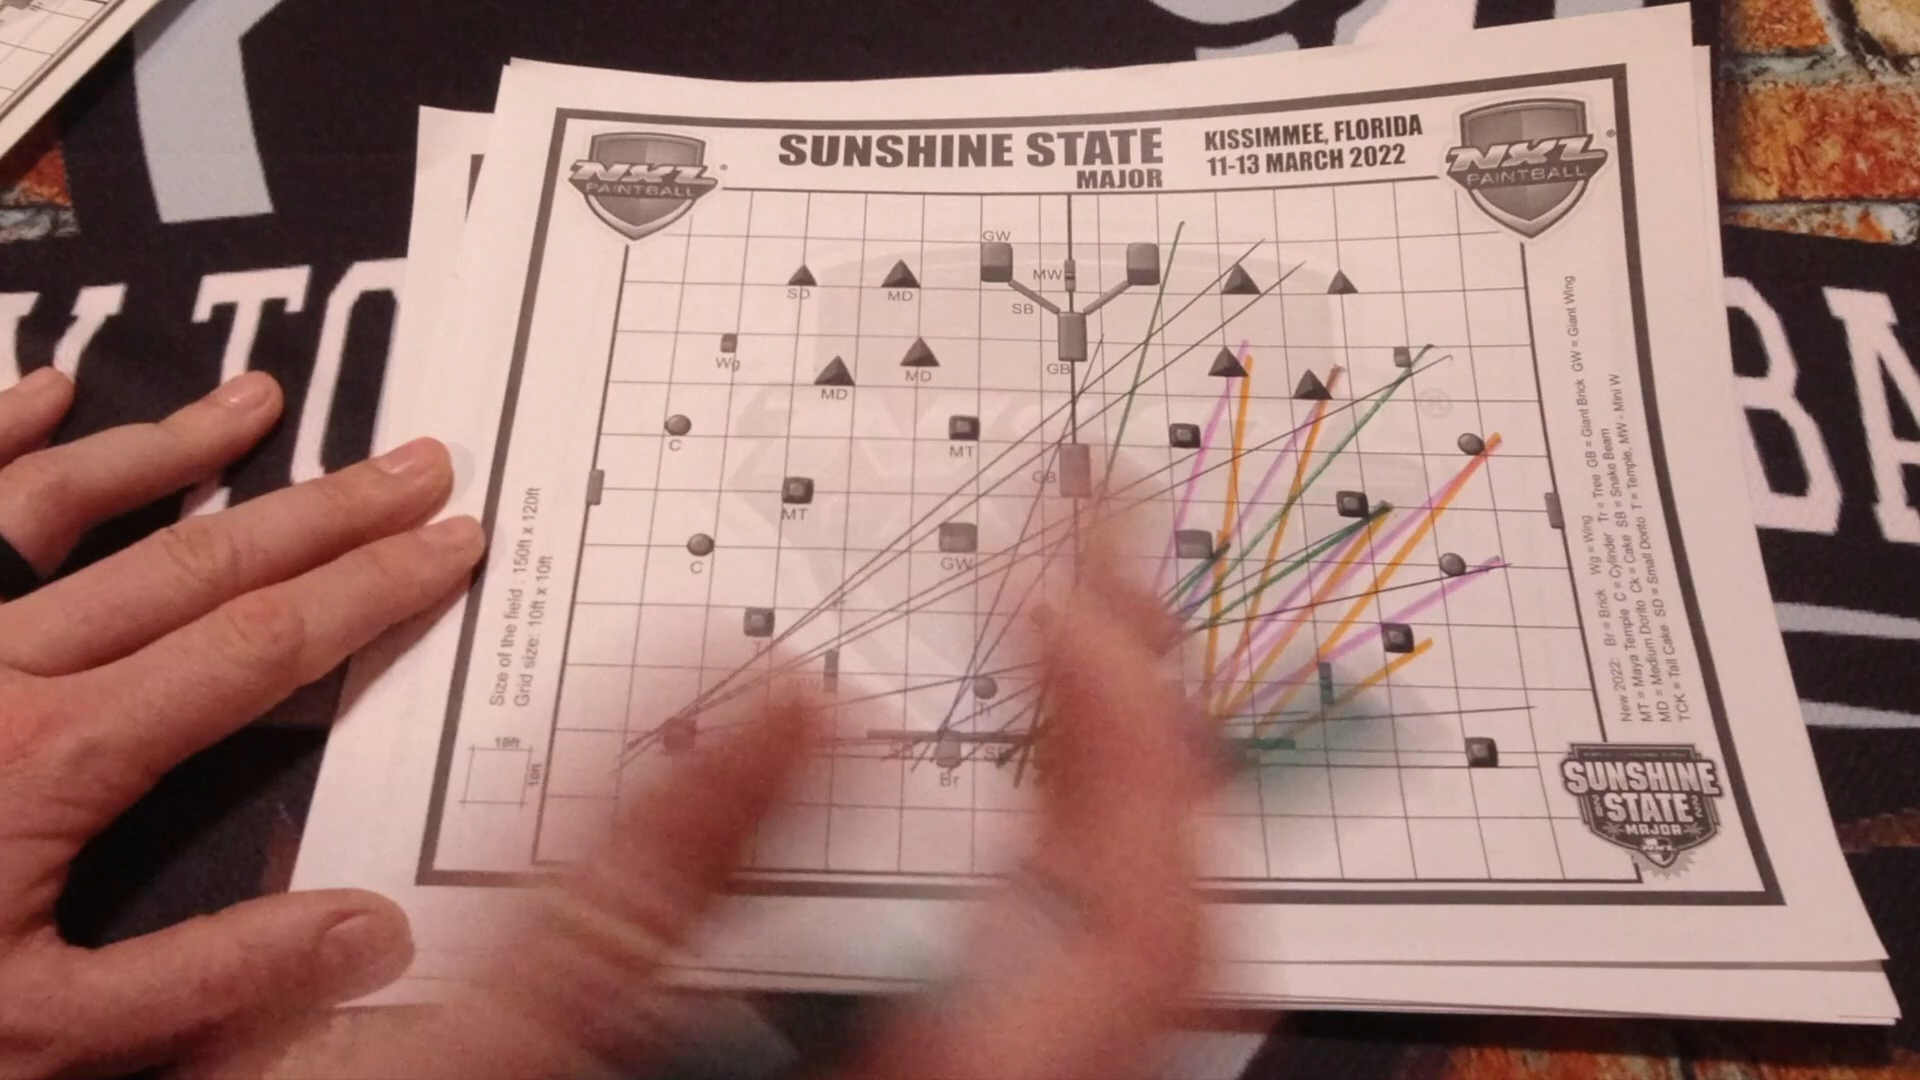 SUNSHINE STATE
MAJOR
KISSIMMEE, FLORIDA
11-13 MARCH 2022
NXL
PAINTBALL
NXL
PAINTBALL
GW
MW
SD
MD
SB
Wg
MD
MD
GB
C
MT
GB
MT
C
GW
Br
10ft
10ft
Size of the field : 150ft x 120ft
Grid size: 10ft x 10ft
New 2022: Br = Brick Wg = Wing Tr = Tree GB = Giant Brick GW = Giant Wing
MT = Maya Temple C = Cylinder Ck = Cake SB = Snake Beam
MD = Medium Dorito SD = Small Dorito T = Temple, MW - Mini W
TCK = Tall Cake
SUNSHINE
STATE
MAJOR
NXL
TO
BA